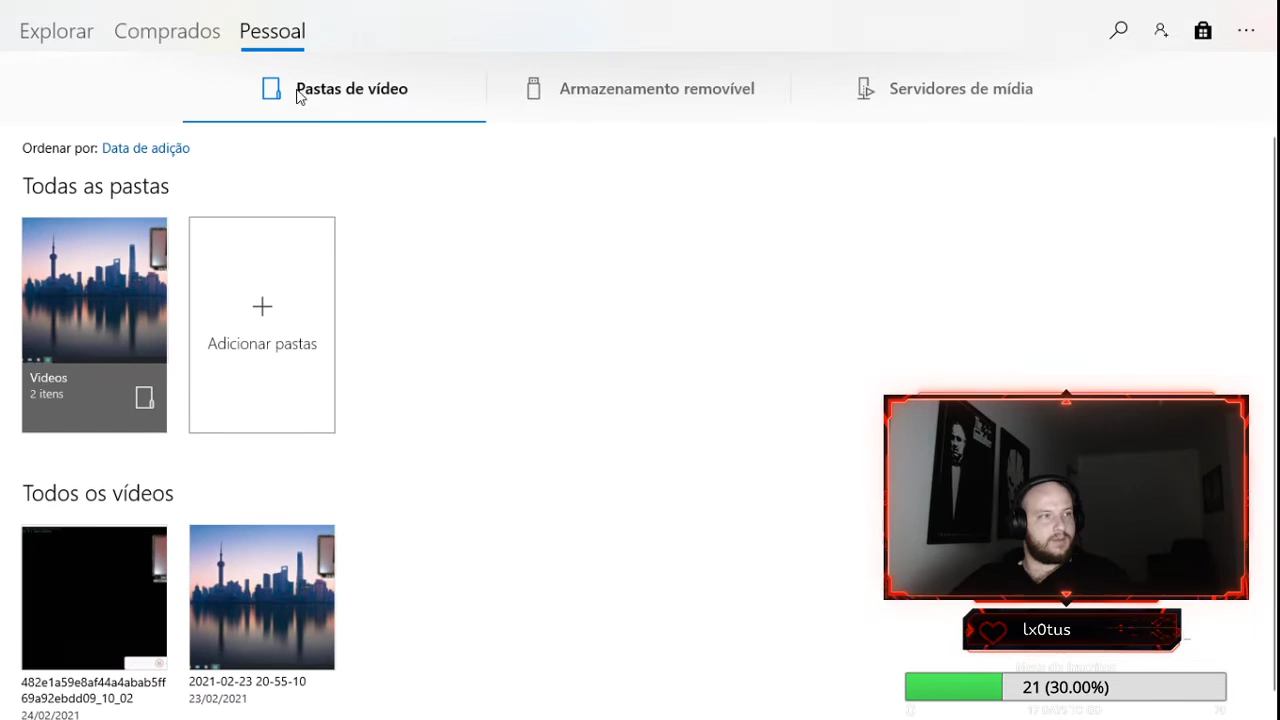 Explorar Comprados Pessoal
Pastas de vídeo Armazenamento removível Servidores de mídia
Ordenar por: Data de adição
Todas as pastas
Videos
2 itens
Adicionar pastas
Todos os vídeos
482e1a59e8af44a4abab5ff
69a92ebdd09_10_02
24/02/2021
2021-02-23 20-55-10
23/02/2021
lx0tus
21 (30.00%)